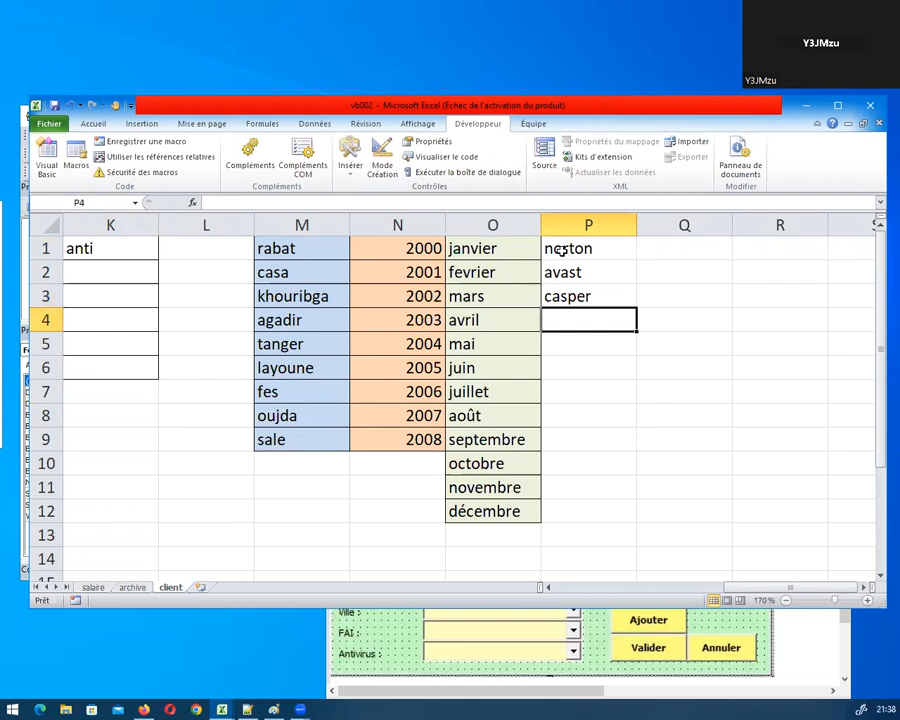 Y3JMzu
Y3JMzu
vb002 - Microsoft Excel (Échec de l'activation du produit)
Fichier Accueil Insertion Mise en page Formules Données Révision Affichage Développeur Équipe
Visual Basic
Macros
Enregistrer une macro
Utiliser les références relatives
Sécurité des macros
Code
Compléments
Compléments COM
Compléments
Insérer
Mode Création
Propriétés
Visualiser le code
Exécuter la boîte de dialogue
Contrôles
Source
Propriétés du mappage
Kits d'extension
Actualiser les données
Importer
Exporter
XML
Panneau de documents
Modifier
P4 fx
K L M N O P Q R
1 anti rabat 2000 janvier
2 casa 2001 fevrier avast
3 khouribga 2002 mars casper
4 agadir 2003 avril
5 tanger 2004 mai
6 layoune 2005 juin
7 fes 2006 juillet
8 oujda 2007 août
9 sale 2008 septembre
10 octobre
11 novembre
12 décembre
13
14
salaire archive client
Prêt 170 %
Ville :
FAI :
Antivirus :
Ajouter
Valider Annuler
21:38